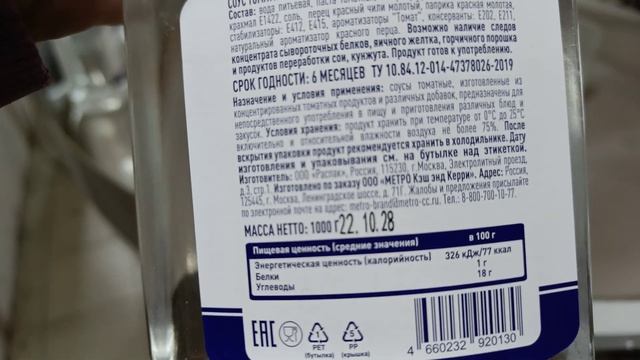 СОУС ТОМ
Состав: вода питьевая, паста
крахмал Е1422, соль, перец красный чили молотый, паприка красная молотая,
стабилизаторы: Е412, Е415, ароматизаторы "Томат", консерванты: Е202, Е211,
натуральный ароматизатор красного перца. Возможно наличие следов
концентрата сывороточных белков, яичного желтка, горчичного порошка
и продуктов переработки сои, кунжута. Продукт готов к употреблению.
СРОК ГОДНОСТИ: 6 МЕСЯЦЕВ ТУ 10.84.12-014-47378026-2019
Назначение и условия применения: соусы томатные, изготовленные из
концентрированных томатных продуктов и различных добавок, предназначены для
непосредственного употребления в пищу и приготовления различных блюд и
закусок. Условия хранения: продукт хранить при температуре от 0°С до 25°С
включительно и относительной влажности воздуха не более 75%. После
вскрытия упаковки продукт рекомендуется хранить в холодильнике. Дату
изготовления и упаковывания см. на бутылке над этикеткой.
Изготовитель: ООО «Распак», Россия, 115230, г.Москва, Электролитный проезд,
д.3, стр.1. Изготовлено по заказу ООО «МЕТРО Кэш энд Керри». Адрес: Россия,
125445, г. Москва, Ленинградское шоссе, д. 71Г. Жалобы и предложения присылайте
по электронной почте на адрес: metro-brand@metro-cc.ru. Тел.: 8-800-700-10-77.
МАССА НЕТТО: 1000 г 22.10.28
Пищевая ценность (средние значения) в 100 г
Энергетическая ценность (калорийность) 326 кДж/77 ккал
Белки 1 г
Углеводы 18 г
EAC 1 5
PET PP
(бутылка) (крышка)
4 660232 920130